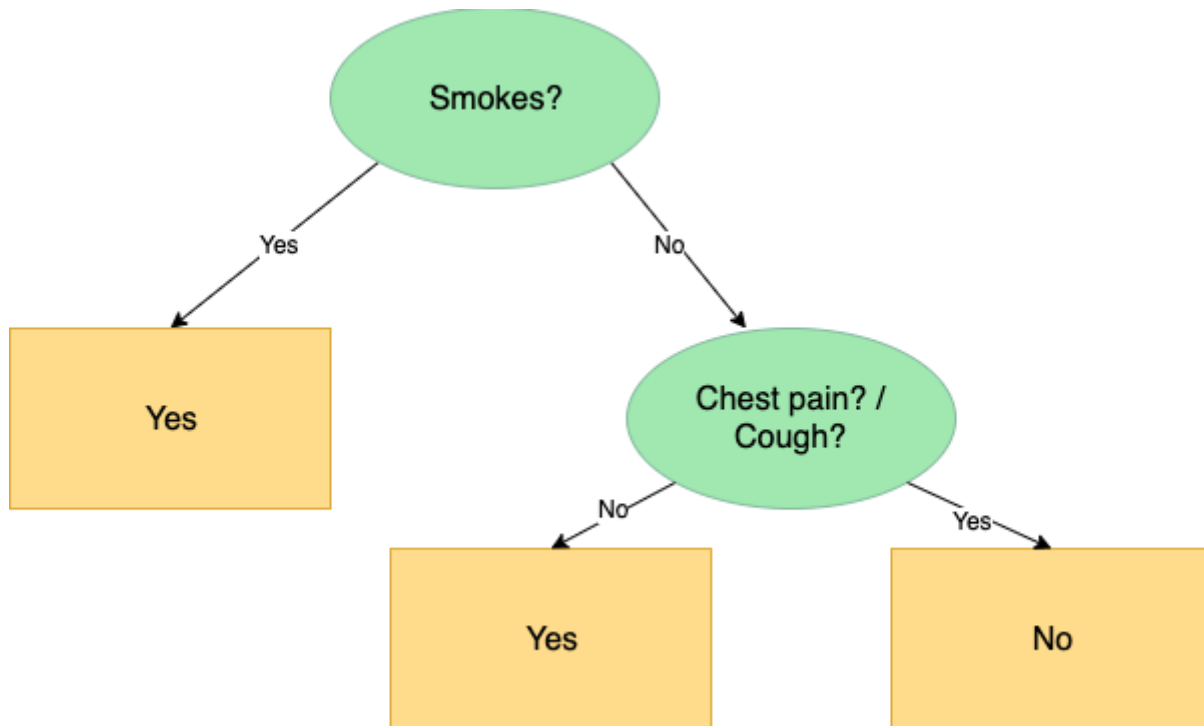 Smokes?
Yes
No
Yes
Chest pain? /
Cough?
No
Yes
Yes
No